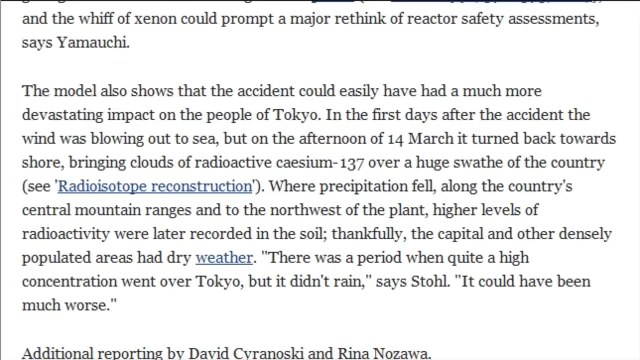 and the whiff of xenon could prompt a major rethink of reactor safety assessments,
says Yamauchi.
The model also shows that the accident could easily have had a much more
devastating impact on the people of Tokyo. In the first days after the accident the
wind was blowing out to sea, but on the afternoon of 14 March it turned back towards
shore, bringing clouds of radioactive caesium-137 over a huge swathe of the country
(see 'Radioisotope reconstruction'). Where precipitation fell, along the country's
central mountain ranges and to the northwest of the plant, higher levels of
radioactivity were later recorded in the soil; thankfully, the capital and other densely
populated areas had dry weather. "There was a period when quite a high
concentration went over Tokyo, but it didn't rain," says Stohl. "It could have been
much worse."
Additional reporting by David Cyranoski and Rina Nozawa.